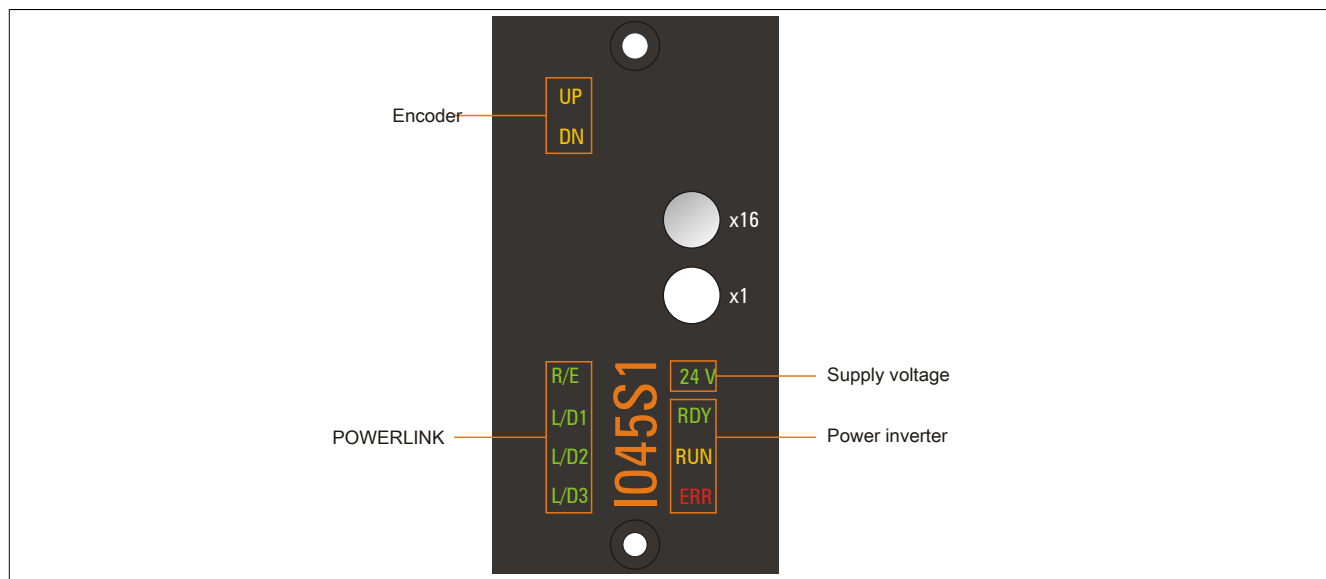 UP
Encoder
DN
x16
x1
R/E
24 V
Supply voltage
L/D1
RDY
POWERLINK
Power inverter
L/D2
RUN
L/D3
ERR
I045S1